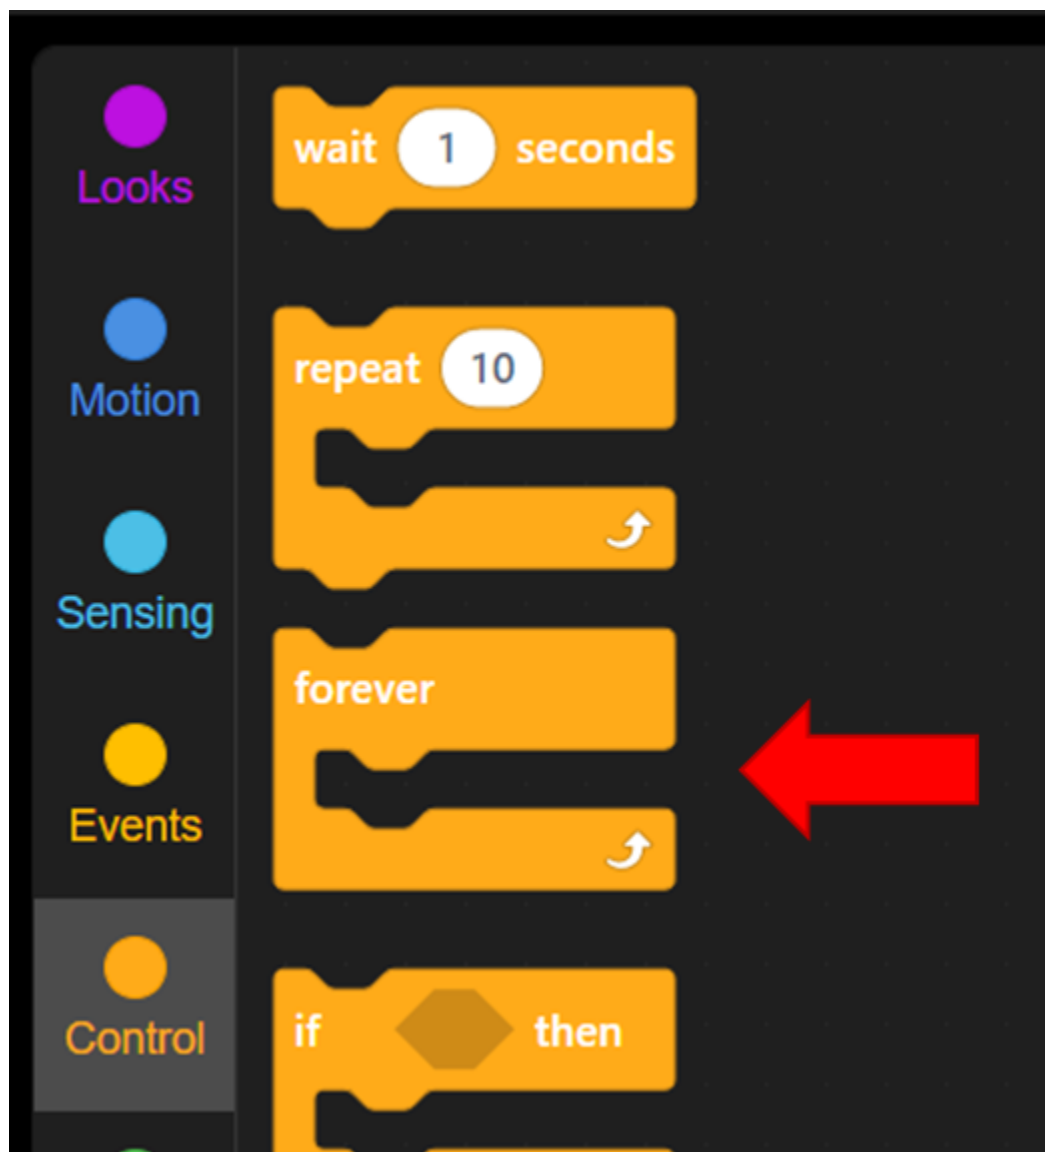 Looks
Motion
Sensing
Events
Control
wait 1 seconds
repeat 10
forever
if then